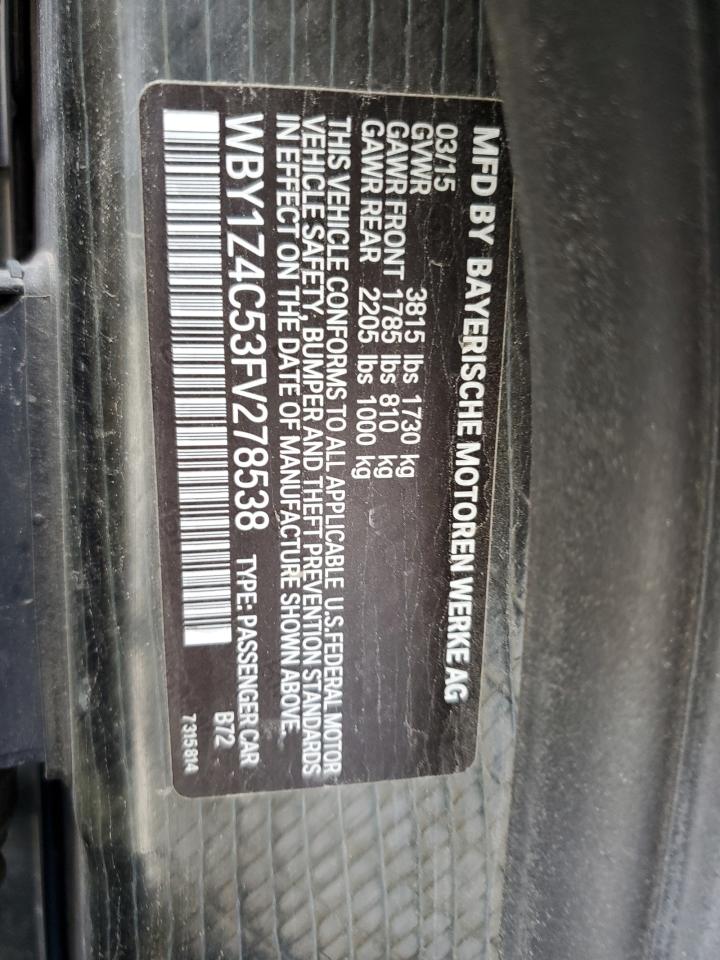 MFD BY BAYERISCHE MOTOREN WERKE AG
03/15
GVWR 3815 lbs 1730 kg
GAWR FRONT 1785 lbs 810 kg
GAWR REAR 2205 lbs 1000 kg
THIS VEHICLE CONFORMS TO ALL APPLICABLE U.S.FEDERAL MOTOR
VEHICLE SAFETY, BUMPER AND THEFT PREVENTION STANDARDS
IN EFFECT ON THE DATE OF MANUFACTURE SHOWN ABOVE.
WBY1Z4C53FV278538 TYPE: PASSENGER CAR
B72
7315814